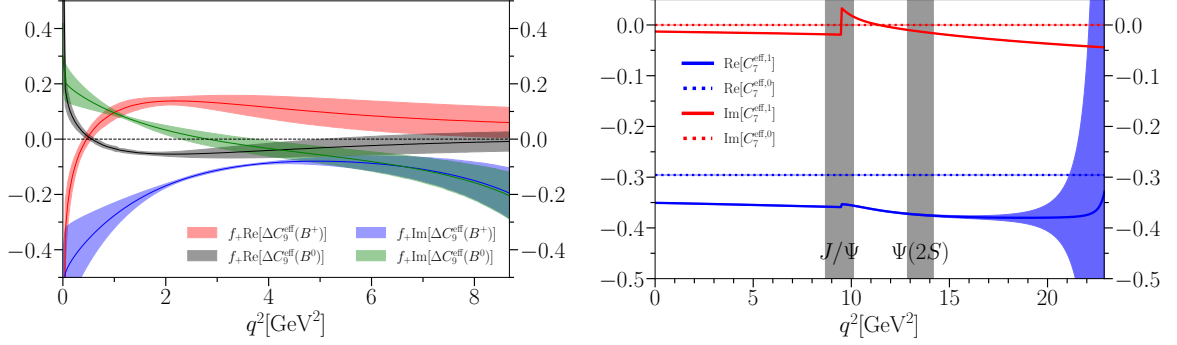 0.4
0.2
0.0
−0.2
−0.4
0.4
0.2
0.0
−0.2
−0.4
f₊Re[ΔC₉ᵉᶠᶠ(B⁺)]
f₊Im[ΔC₉ᵉᶠᶠ(B⁺)]
f₊Re[ΔC₉ᵉᶠᶠ(B⁰)]
f₊Im[ΔC₉ᵉᶠᶠ(B⁰)]
0 2 4 6 8
q²[GeV²]
0.0
−0.1
−0.2
−0.3
−0.4
−0.5
0.0
−0.1
−0.2
−0.3
−0.4
−0.5
Re[C₇ᵉᶠᶠ,¹]
Re[C₇ᵉᶠᶠ,⁰]
Im[C₇ᵉᶠᶠ,¹]
Im[C₇ᵉᶠᶠ,⁰]
J/Ψ Ψ(2S)
0 5 10 15 20
q²[GeV²]